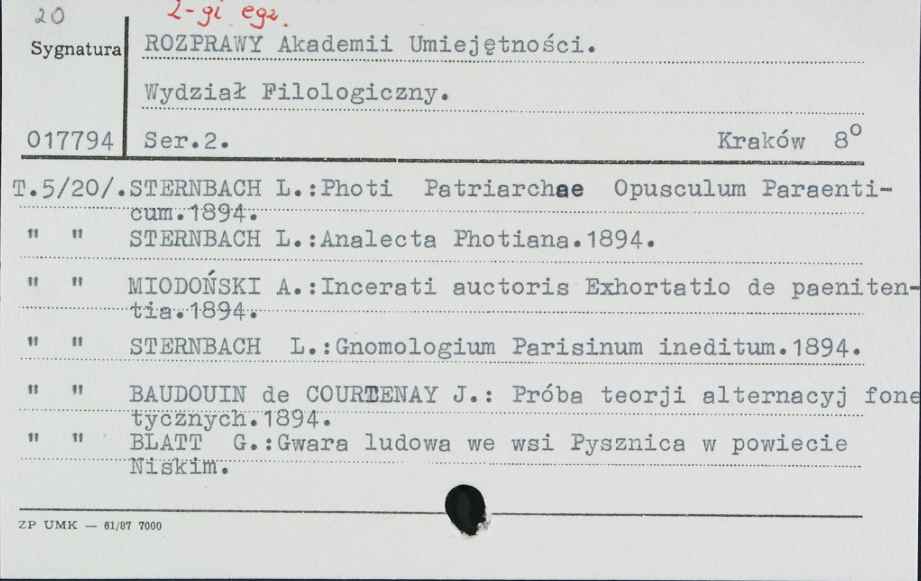 20 2-gi egz.
Sygnatura ROZPRAWY Akademii Umiejętności.
Wydział Filologiczny.
017794 Ser.2. Kraków 8º
T.5/20/.STERNBACH L.:Photi Patriarchae Opusculum Paraenti-
cum.1894.
" " STERNBACH L.:Analecta Photiana.1894.
" " MIODOŃSKI A.:Incerati auctoris Exhortatio de paeniten-
tia.1894.
" " STERNBACH L.:Gnomologium Parisinum ineditum.1894.
" " BAUDOUIN de COURTENAY J.: Próba teorji alternacyj fone
tycznych.1894.
" " BLATT G.:Gwara ludowa we wsi Pysznica w powiecie
Niskim.
ZP UMK — 61/87 7000